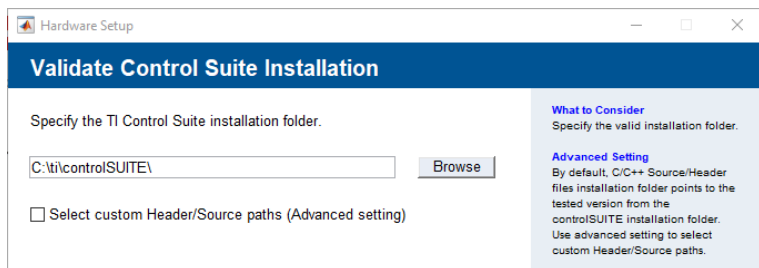 Hardware Setup
Validate Control Suite Installation
Specify the TI Control Suite installation folder.
C:\ti\controlSUITE\
Browse
Select custom Header/Source paths (Advanced setting)
What to Consider
Specify the valid installation folder.
Advanced Setting
By default, C/C++ Source/Header
files installation folder points to the
tested version from the
controlSUITE installation folder.
Use advanced setting to select
custom Header/Source paths.